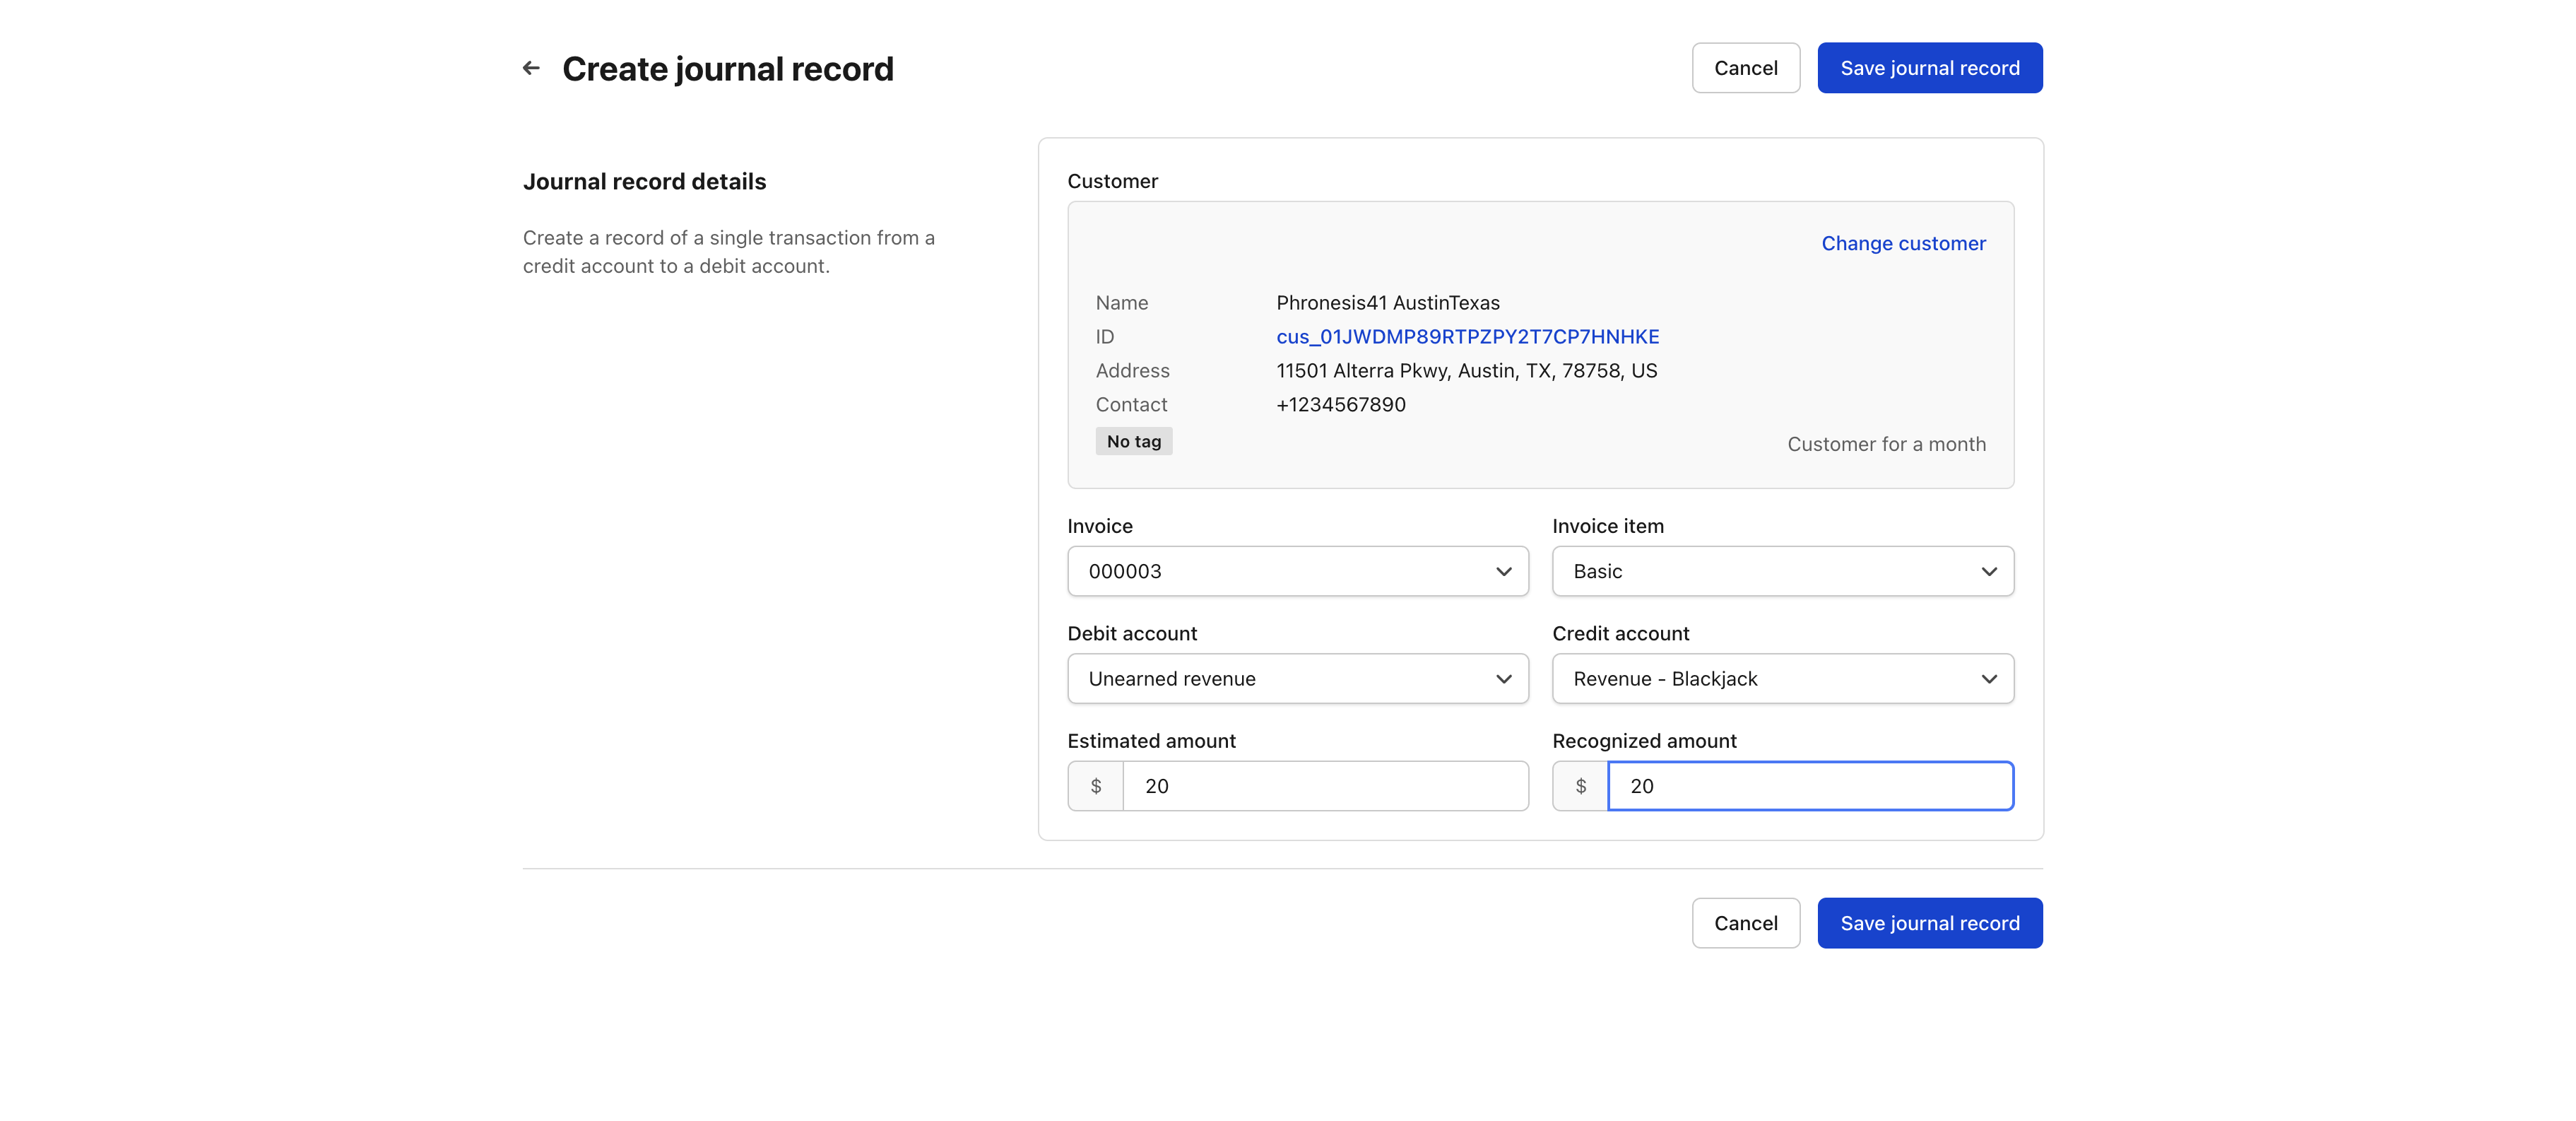 Create journal record
Cancel
Save journal record
Journal record details
Create a record of a single transaction from a
credit account to a debit account.
Customer
Change customer
Name Phronesis41 AustinTexas
ID cus_01JWDMP89RTPZPY2T7CP7HNHKE
Address 11501 Alterra Pkwy, Austin, TX, 78758, US
Contact +1234567890
No tag
Customer for a month
Invoice
000003
Invoice item
Basic
Debit account
Unearned revenue
Credit account
Revenue - Blackjack
Estimated amount
$ 20
Recognized amount
$ 20
Cancel
Save journal record